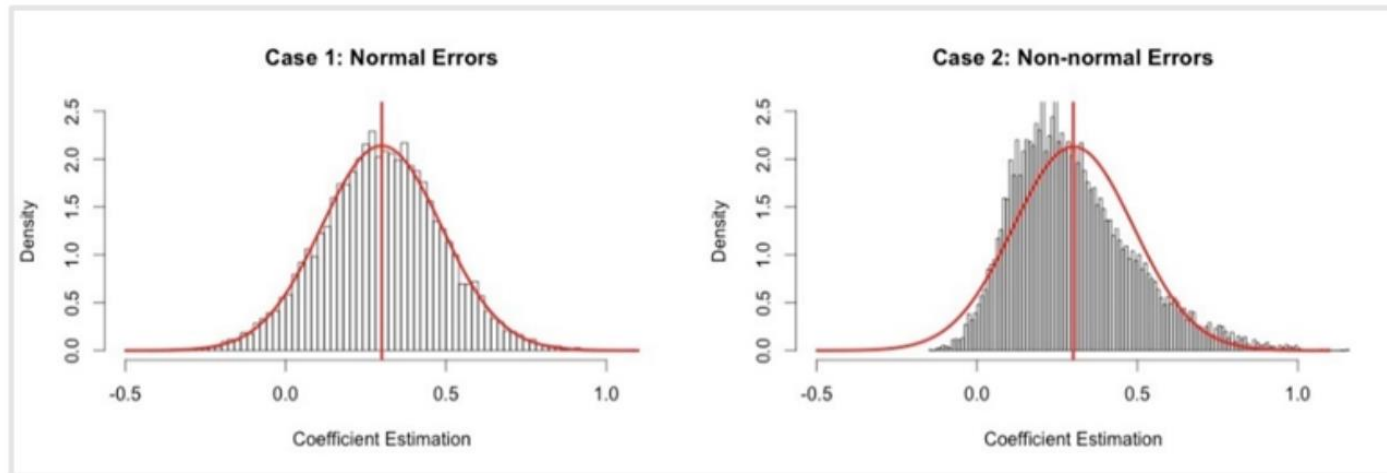 Case 1: Normal Errors
Density
0.0 0.5 1.0 1.5 2.0 2.5
-0.5 0.0 0.5 1.0
Coefficient Estimation
Case 2: Non-normal Errors
Density
0.0 0.5 1.0 1.5 2.0 2.5
-0.5 0.0 0.5 1.0
Coefficient Estimation